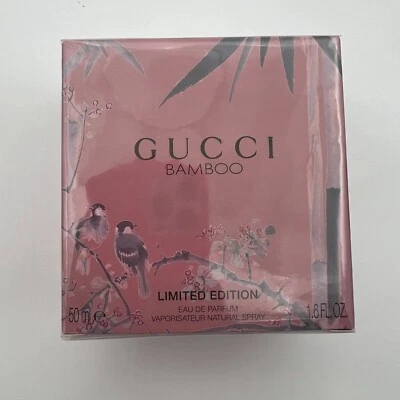 GUCCI
BAMBOO
LIMITED EDITION
EAU DE PARFUM
VAPORISATEUR NATURAL SPRAY
50 ml ℮
1.6 FL.OZ.